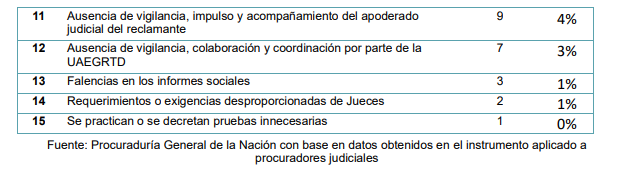 11 Ausencia de vigilancia, impulso y acompañamiento del apoderado judicial del reclamante 9 4%
12 Ausencia de vigilancia, colaboración y coordinación por parte de la UAEGRTD 7 3%
13 Falencias en los informes sociales 3 1%
14 Requerimientos o exigencias desproporcionadas de Jueces 2 1%
15 Se practican o se decretan pruebas innecesarias 1 0%
Fuente: Procuraduría General de la Nación con base en datos obtenidos en el instrumento aplicado a
procuradores judiciales